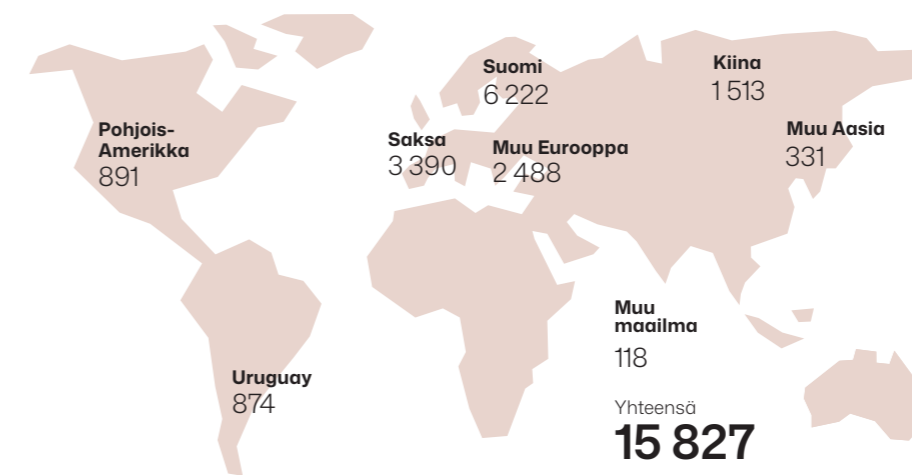 Suomi
6 222
Kiina
1 513
Pohjois-
Amerikka
891
Saksa
3 390
Muu Eurooppa
2 488
Muu Aasia
331
Muu
maailma
118
Uruguay
874
Yhteensä
15 827